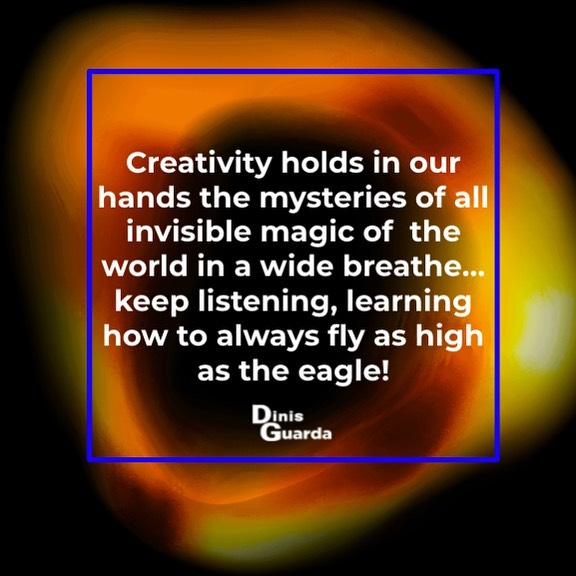 Creativity holds in our
hands the mysteries of all
invisible magic of  the
world in a wide breathe...
keep listening, learning
how to always fly as high
as the eagle!
Dinis
Guarda